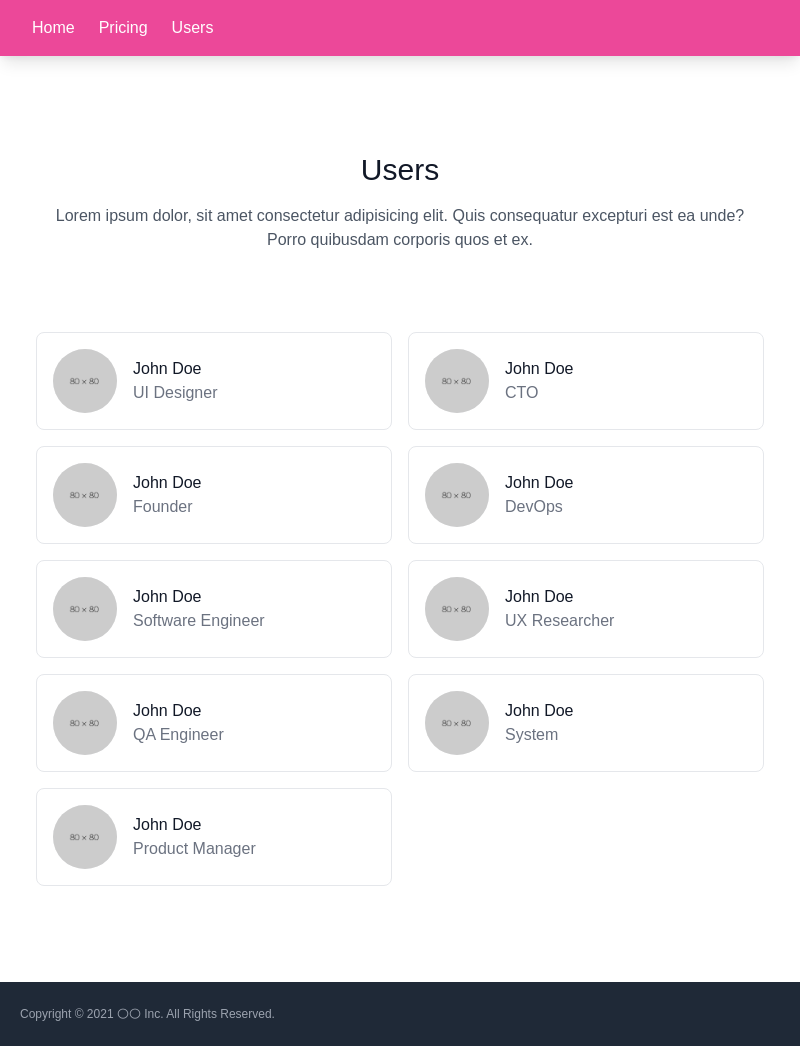 Home Pricing Users
Users
Lorem ipsum dolor, sit amet consectetur adipisicing elit. Quis consequatur excepturi est ea unde?
Porro quibusdam corporis quos et ex.
80 × 80
John Doe
UI Designer
80 × 80
John Doe
CTO
80 × 80
John Doe
Founder
80 × 80
John Doe
DevOps
80 × 80
John Doe
Software Engineer
80 × 80
John Doe
UX Researcher
80 × 80
John Doe
QA Engineer
80 × 80
John Doe
System
80 × 80
John Doe
Product Manager
Copyright © 2021 〇〇 Inc. All Rights Reserved.